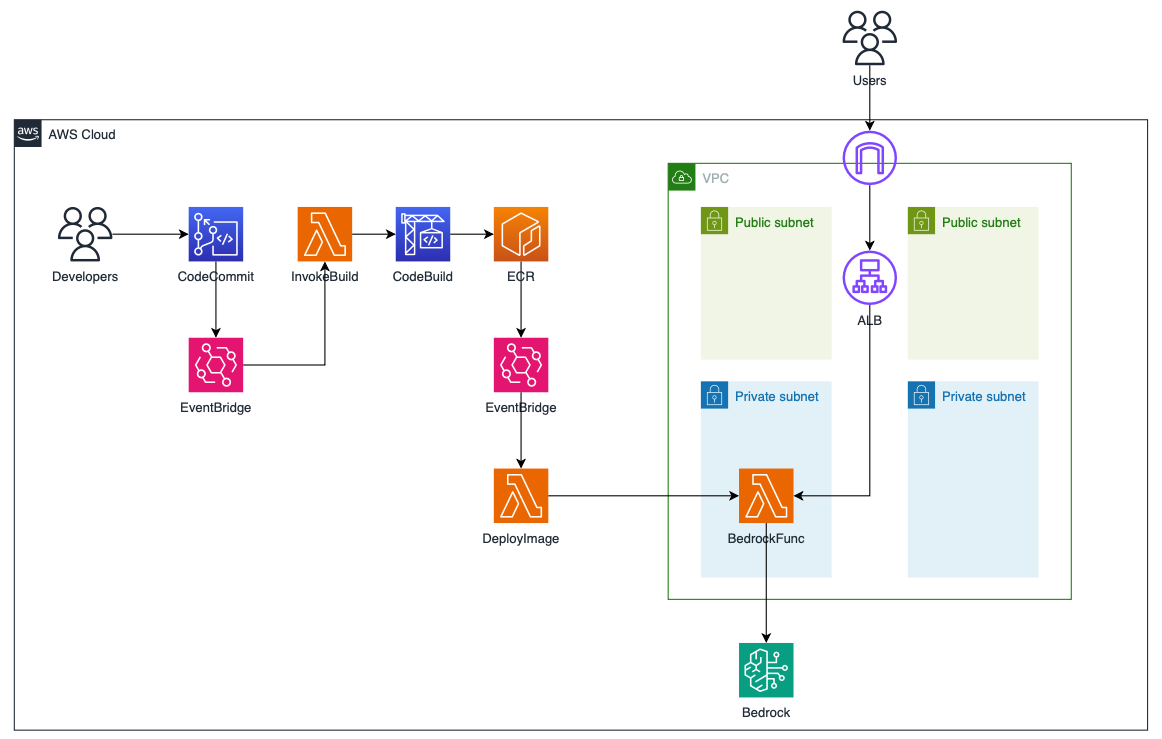 Users
aws
AWS Cloud
VPC
Public subnet
Public subnet
Developers
CodeCommit
InvokeBuild
CodeBuild
ECR
ALB
Private subnet
Private subnet
EventBridge
EventBridge
DeployImage
BedrockFunc
Bedrock